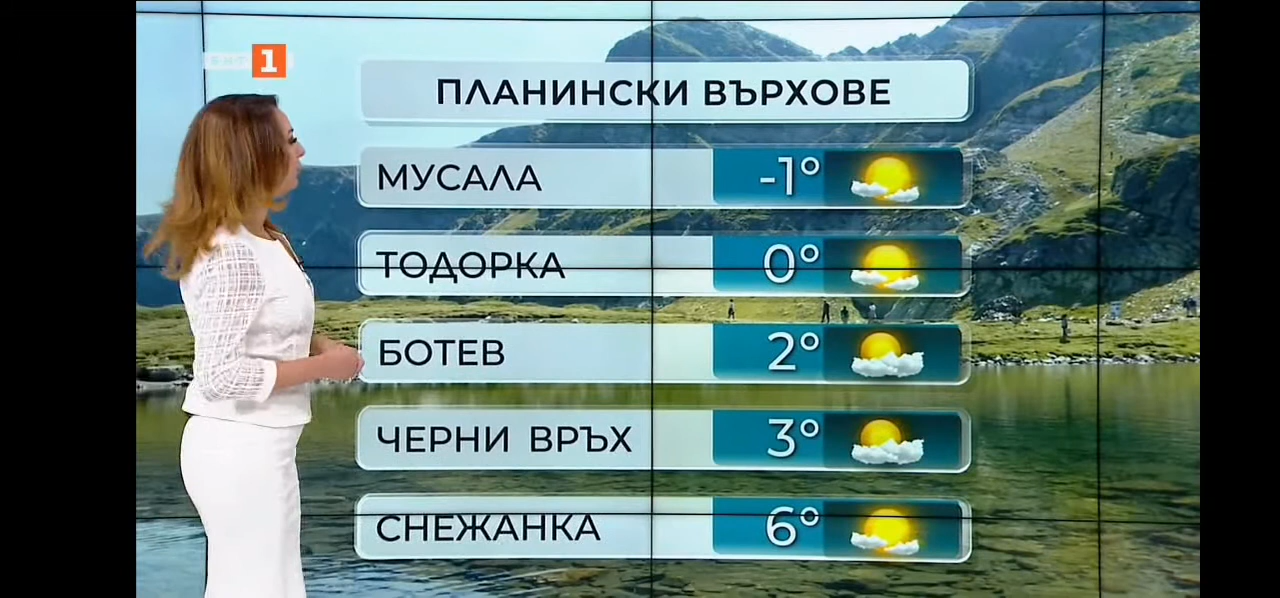 БНТ 1
ПЛАНИНСКИ ВЪРХОВЕ
МУСАЛА -1°
ТОДОРКА 0°
БОТЕВ 2°
ЧЕРНИ ВРЪХ 3°
СНЕЖАНКА 6°